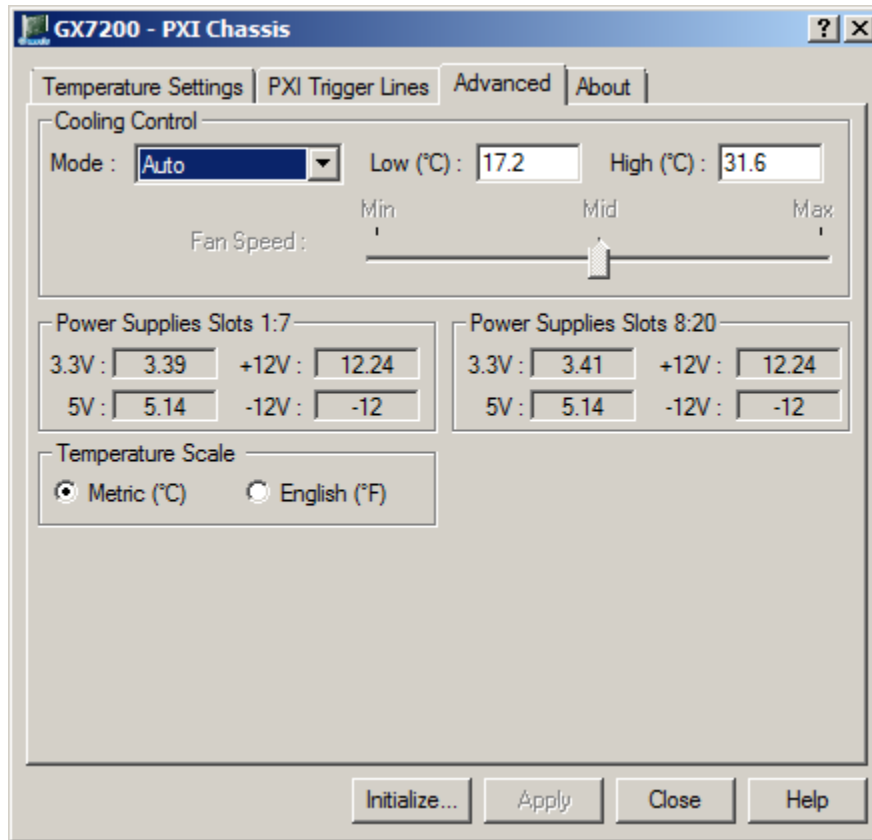 GX7200 - PXI Chassis
Temperature Settings PXI Trigger Lines Advanced About
Cooling Control
Mode : Auto Low (°C) : 17.2 High (°C) : 31.6
Min Mid Max
Fan Speed :
Power Supplies Slots 1:7 Power Supplies Slots 8:20
3.3V : 3.39 +12V : 12.24 3.3V : 3.41 +12V : 12.24
5V : 5.14 -12V : -12 5V : 5.14 -12V : -12
Temperature Scale
Metric (°C) English (°F)
Initialize... Apply Close Help